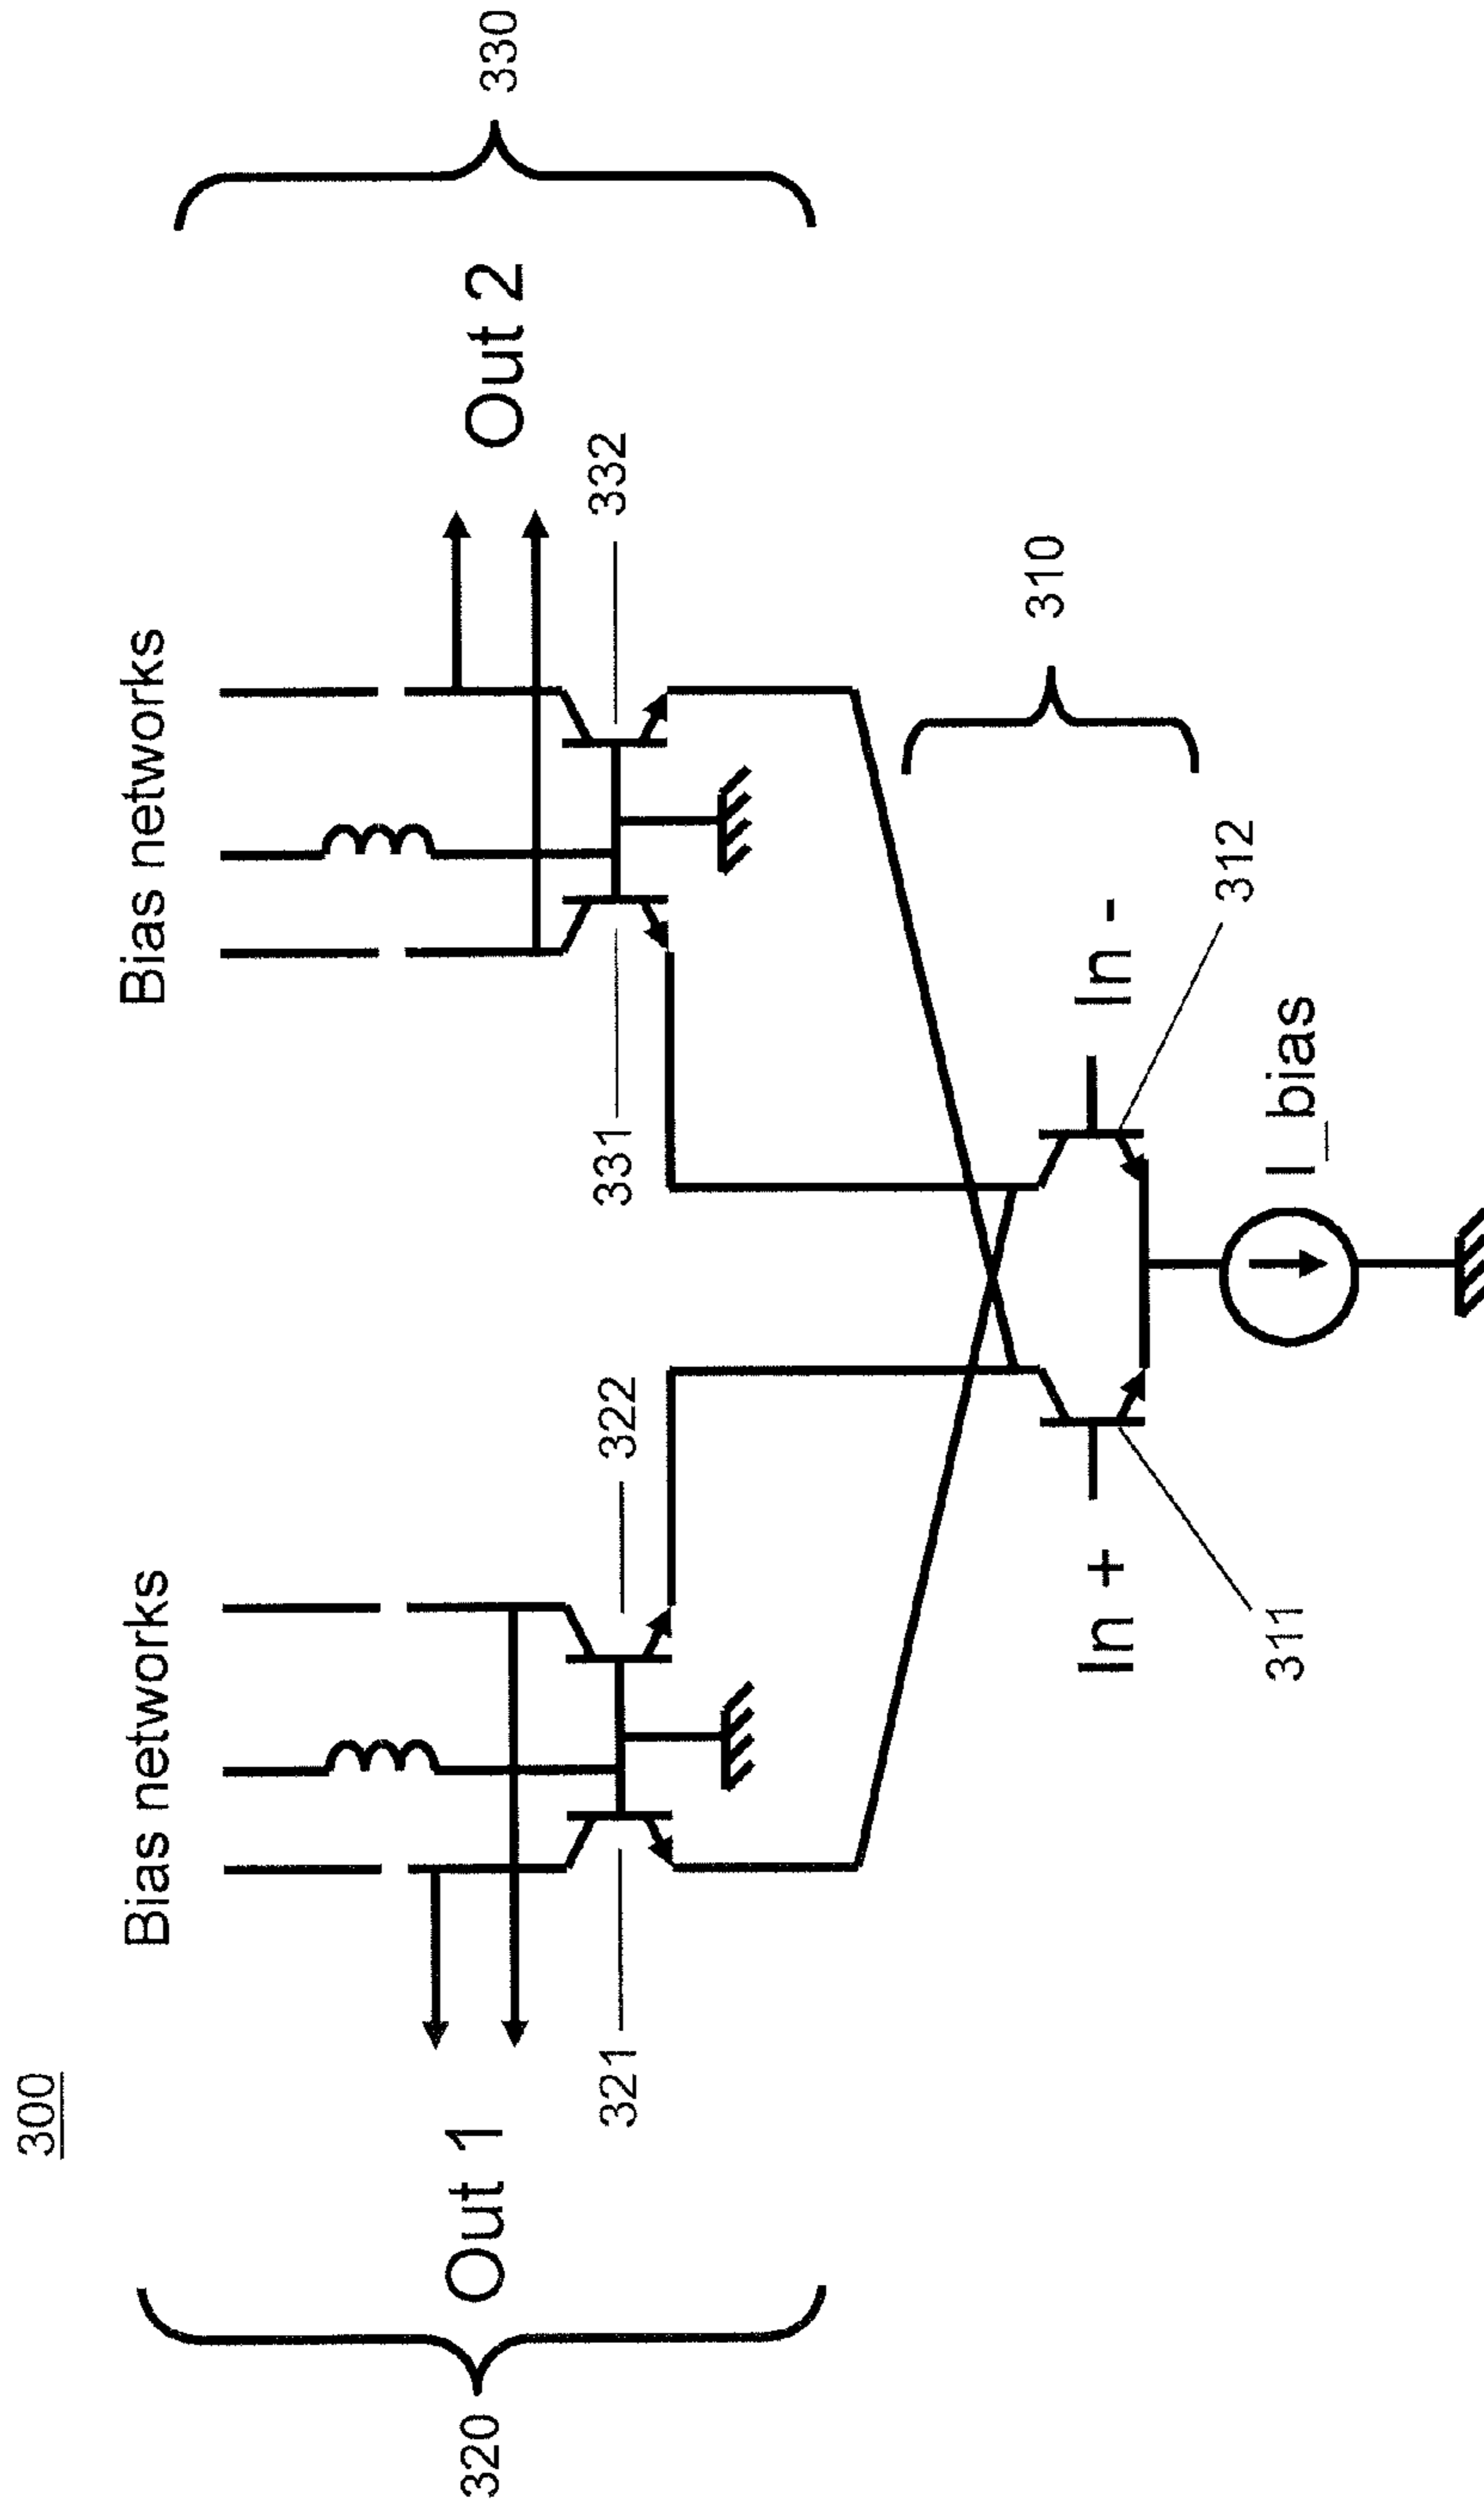 300
Bias networks
Bias networks
320
Out 1
Out 2
330
321
322
331
332
310
In +
In -
311
312
I_bias